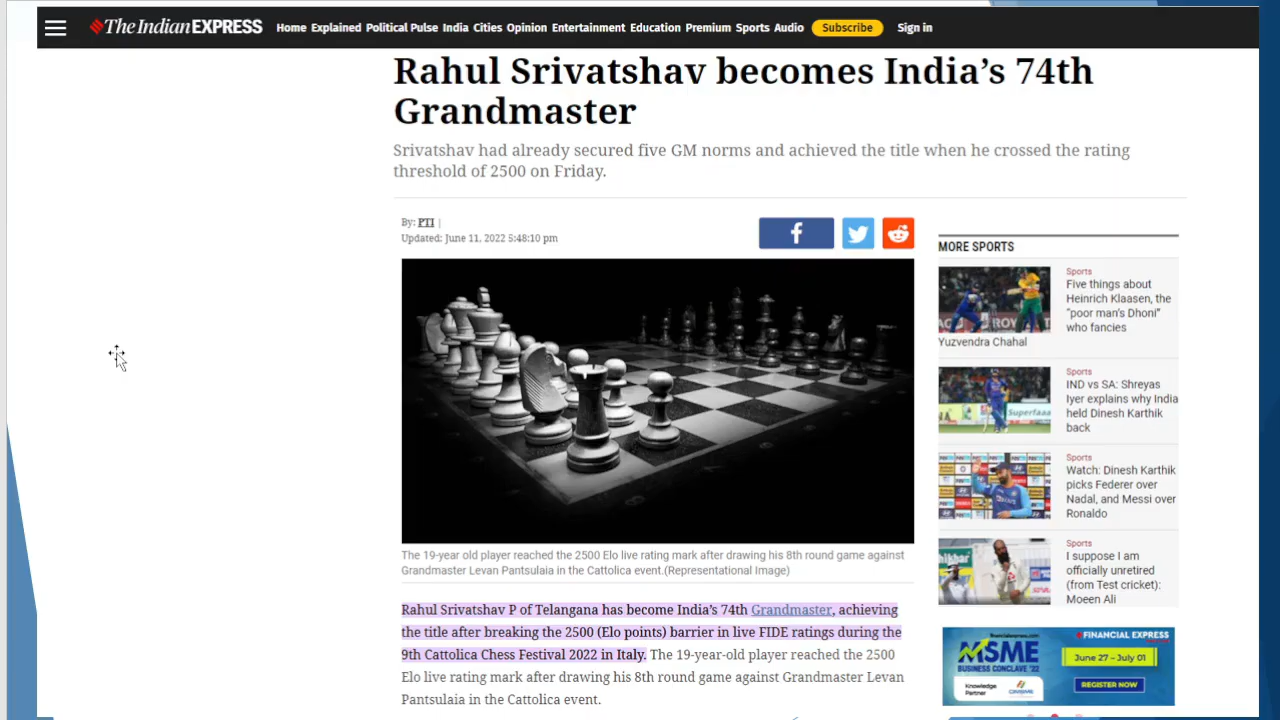 The Indian EXPRESS
Home Explained Political Pulse India Cities Opinion Entertainment Education Premium Sports Audio Subscribe Sign in
Rahul Srivatshav becomes India's 74th
Grandmaster
Srivatshav had already secured five GM norms and achieved the title when he crossed the rating
threshold of 2500 on Friday.
By: PTI |
Updated: June 11, 2022 5:48:10 pm
The 19-year old player reached the 2500 Elo live rating mark after drawing his 8th round game against
Grandmaster Levan Pantsulaia in the Cattolica event.(Representational Image)
Rahul Srivatshav P of Telangana has become India's 74th Grandmaster, achieving
the title after breaking the 2500 (Elo points) barrier in live FIDE ratings during the
9th Cattolica Chess Festival 2022 in Italy. The 19-year-old player reached the 2500
Elo live rating mark after drawing his 8th round game against Grandmaster Levan
Pantsulaia in the Cattolica event.
MORE SPORTS
Sports
Five things about
Heinrich Klaasen, the
"poor man's Dhoni"
who fancies
Yuzvendra Chahal
Sports
IND vs SA: Shreyas
Iyer explains why India
held Dinesh Karthik
back
Sports
Watch: Dinesh Karthik
picks Federer over
Nadal, and Messi over
Ronaldo
Sports
I suppose I am
officially unretired
(from Test cricket):
Moeen Ali
financialexpress.com
FINANCIAL EXPRESS
MSME
BUSINESS CONCLAVE '22
June 27 - July 01
Knowledge
Partner
REGISTER NOW